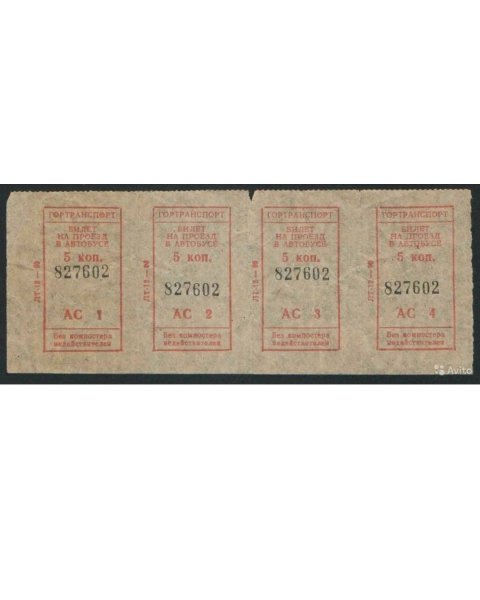 ГОРТРАНСПОРТ
БИЛЕТ
НА ПРОЕЗД
В АВТОБУСЕ
5 коп.
827602
АС 1
Без компостера
недействителен
ГОРТРАНСПОРТ
БИЛЕТ
НА ПРОЕЗД
В АВТОБУСЕ
5 коп.
827602
АС 2
Без компостера
недействителен
ГОРТРАНСПОРТ
БИЛЕТ
НА ПРОЕЗД
В АВТОБУСЕ
5 коп.
827602
АС 3
Без компостера
недействителен
ГОРТРАНСПОРТ
БИЛЕТ
НА ПРОЕЗД
В АВТОБУСЕ
5 коп.
827602
АС 4
Без компостера
недействителен
Avito